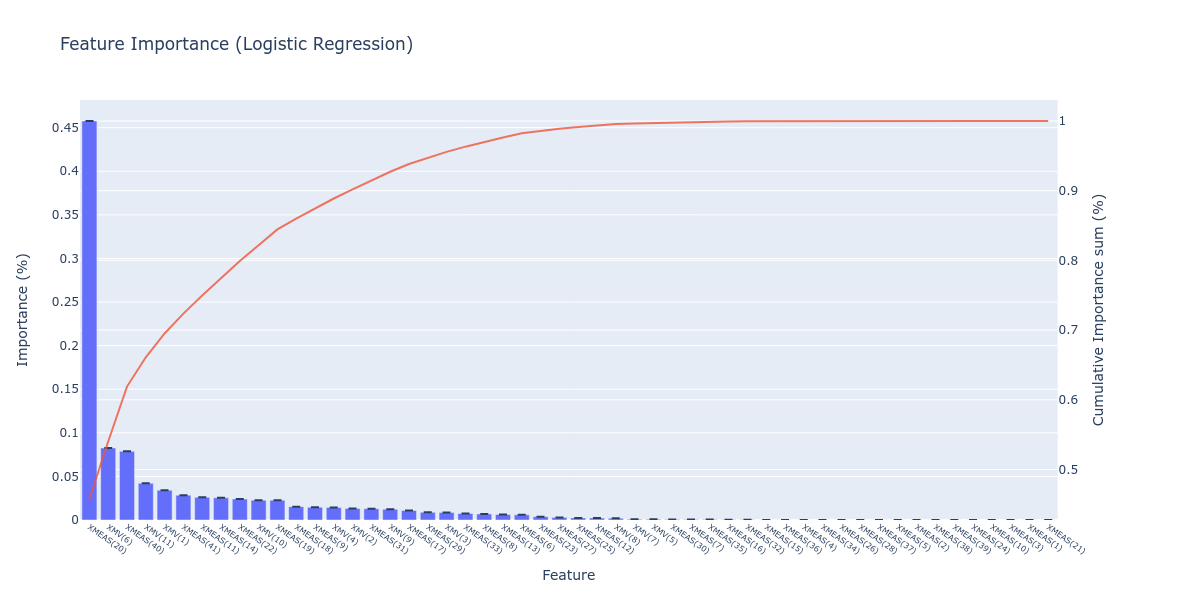 Feature Importance (Logistic Regression)
0.45
0.4
0.35
0.3
0.25
0.2
0.15
0.1
0.05
0
Importance (%)
1
0.9
0.8
0.7
0.6
0.5
Cumulative Importance sum (%)
XMEAS(20)
XMV(6)
XMEAS(40)
XMV(11)
XMV(1)
XMEAS(41)
XMEAS(11)
XMEAS(14)
XMEAS(22)
XMV(10)
XMEAS(19)
XMEAS(18)
XMEAS(9)
XMV(4)
XMV(2)
XMEAS(31)
XMV(9)
XMEAS(17)
XMEAS(29)
XMV(3)
XMEAS(33)
XMEAS(8)
XMEAS(13)
XMEAS(6)
XMEAS(23)
XMEAS(27)
XMEAS(25)
XMEAS(12)
XMV(8)
XMV(7)
XMV(5)
XMEAS(30)
XMEAS(7)
XMEAS(35)
XMEAS(16)
XMEAS(32)
XMEAS(15)
XMEAS(36)
XMEAS(4)
XMEAS(34)
XMEAS(26)
XMEAS(28)
XMEAS(37)
XMEAS(5)
XMEAS(2)
XMEAS(38)
XMEAS(39)
XMEAS(24)
XMEAS(10)
XMEAS(3)
XMEAS(1)
XMEAS(21)
Feature